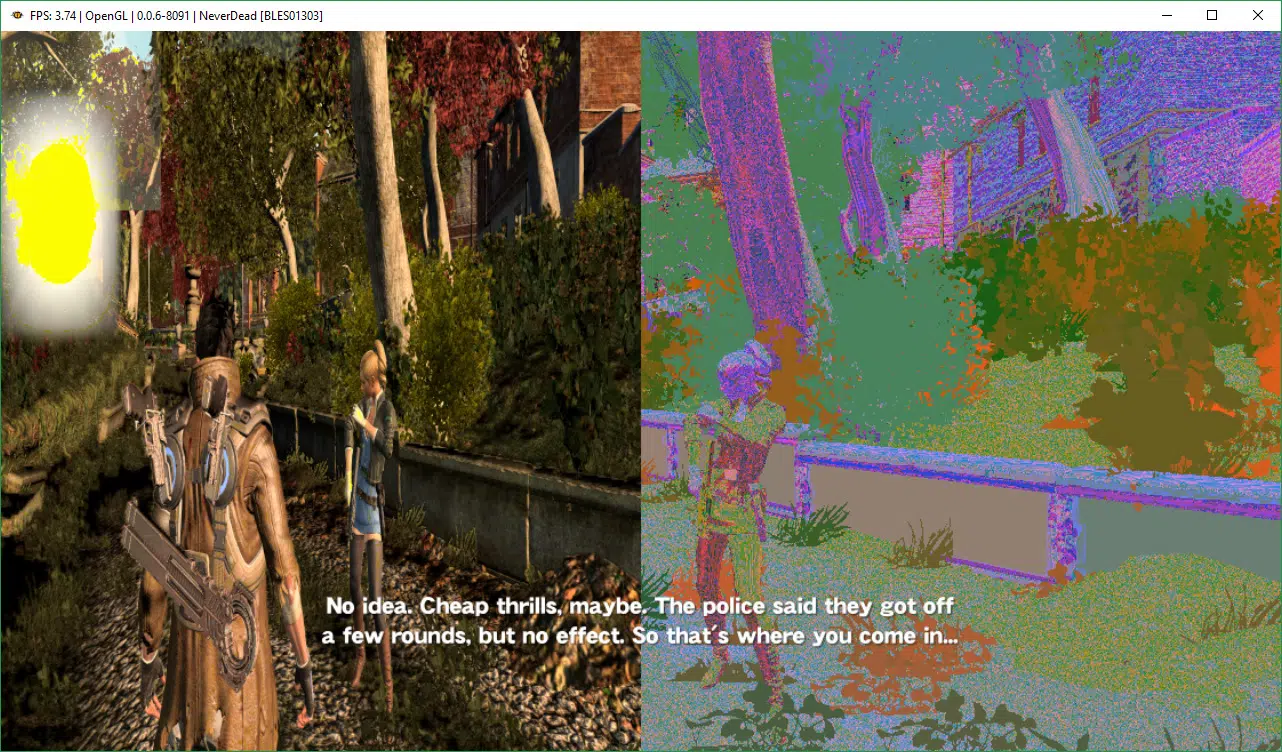 FPS: 3.74 | OpenGL | 0.0.6-8091 | NeverDead [BLES01303]
No idea. Cheap thrills, maybe. The police said they got off
a few rounds, but no effect. So that's where you come in...